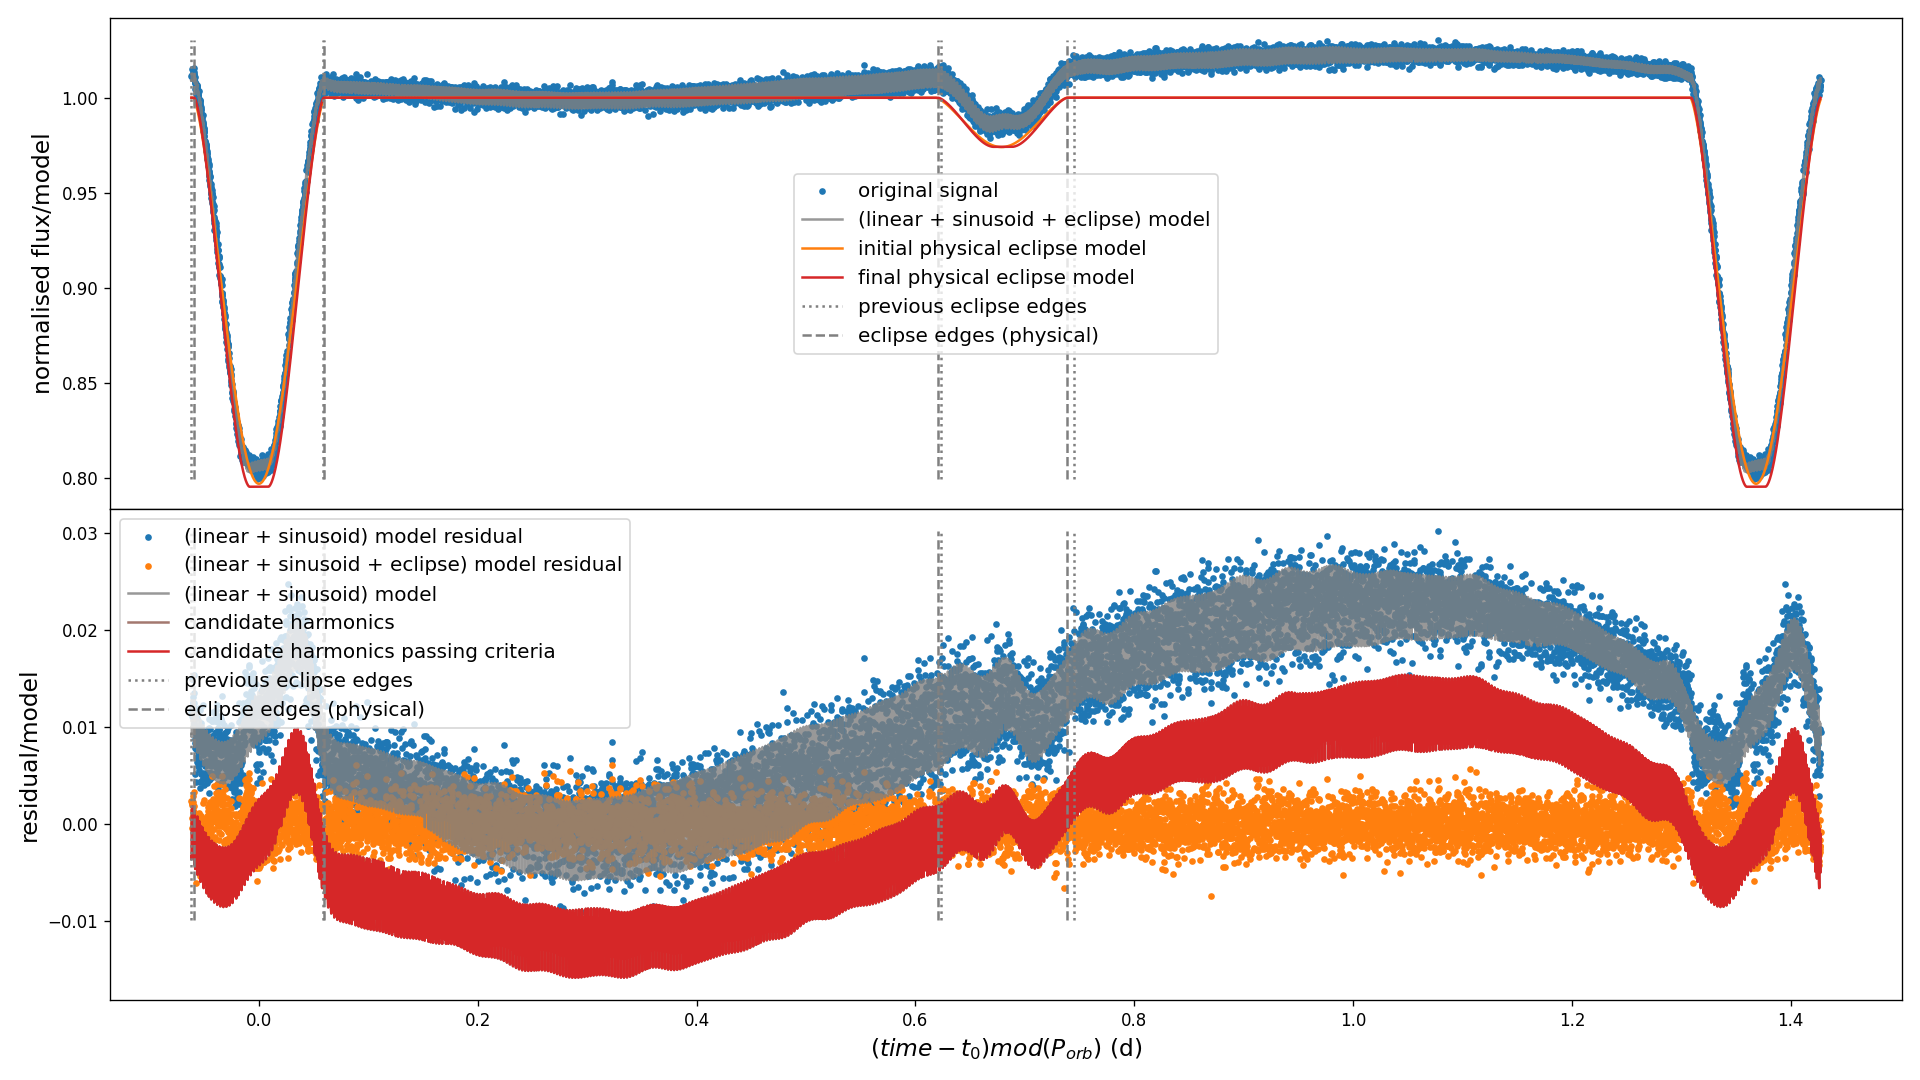 normalised flux/model
1.00
0.95
0.90
0.85
0.80
original signal
(linear + sinusoid + eclipse) model
initial physical eclipse model
final physical eclipse model
previous eclipse edges
eclipse edges (physical)
residual/model
0.03
0.02
0.01
0.00
−0.01
(linear + sinusoid) model residual
(linear + sinusoid + eclipse) model residual
(linear + sinusoid) model
candidate harmonics
candidate harmonics passing criteria
previous eclipse edges
eclipse edges (physical)
0.0 0.2 0.4 0.6 0.8 1.0 1.2 1.4
(time − t₀)mod(P_orb) (d)